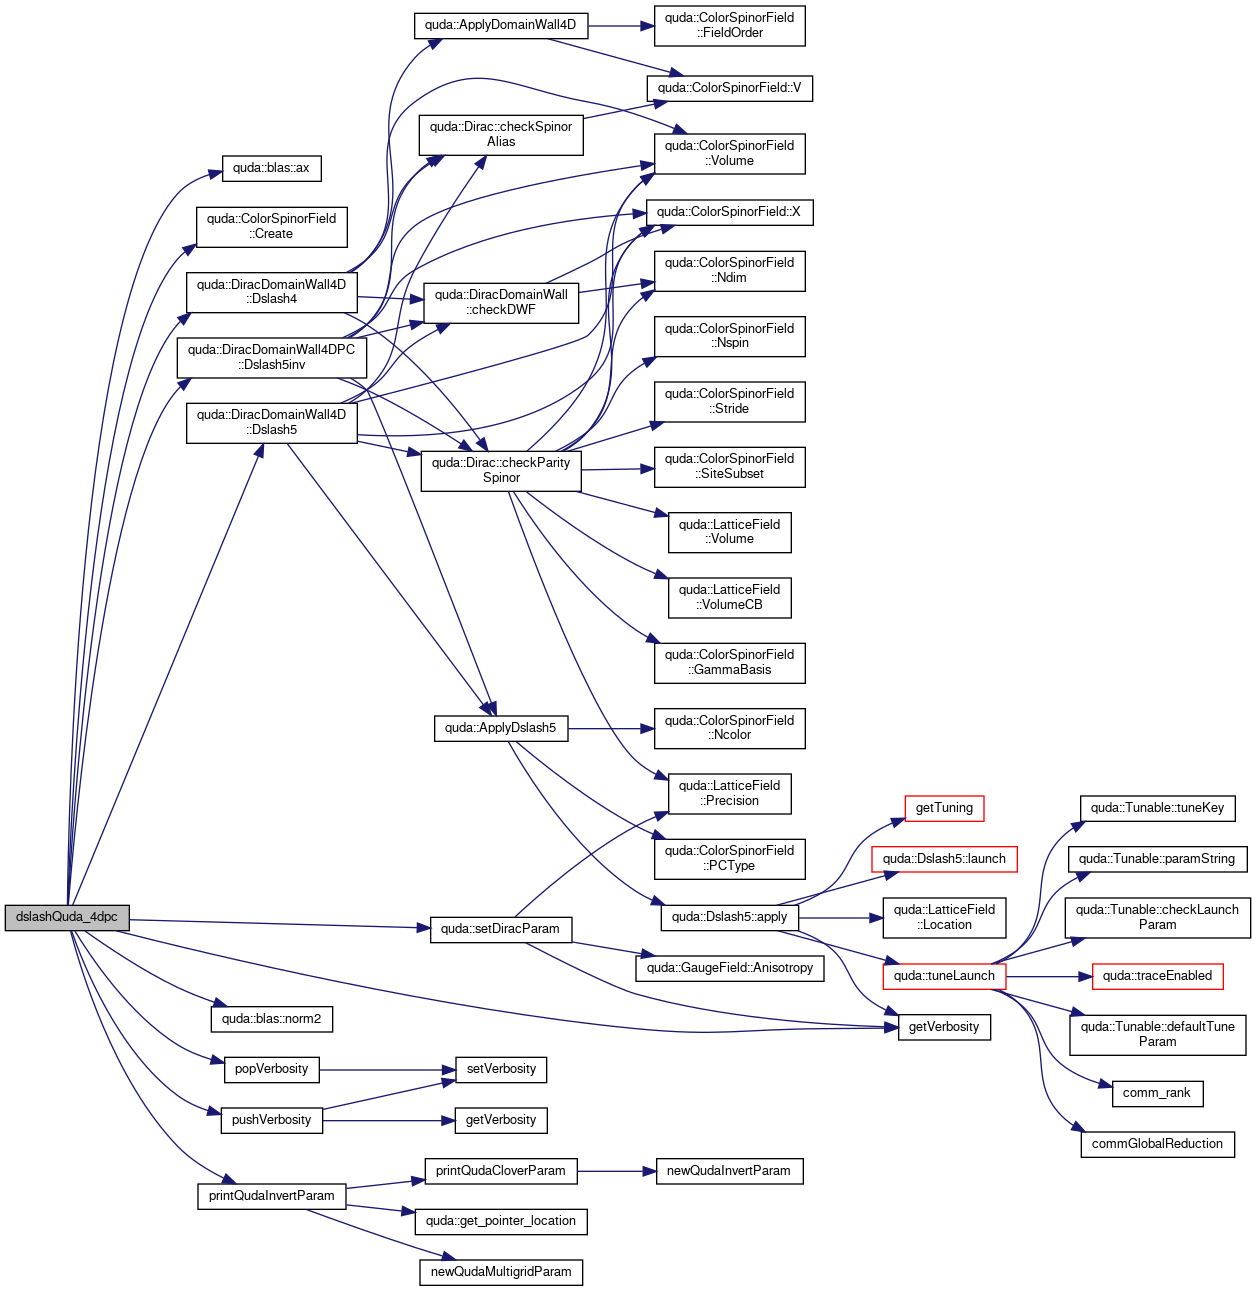 dslashQuda_4dpc
quda::blas::ax
quda::ColorSpinorField
::Create
quda::DiracDomainWall4D
::Dslash4
quda::DiracDomainWall4DPC
::Dslash5inv
quda::DiracDomainWall4D
::Dslash5
quda::setDiracParam
quda::blas::norm2
popVerbosity
pushVerbosity
printQudaInvertParam
quda::ApplyDomainWall4D
quda::Dirac::checkSpinor
Alias
quda::DiracDomainWall
::checkDWF
quda::Dirac::checkParity
Spinor
quda::ApplyDslash5
setVerbosity
getVerbosity
printQudaCloverParam
quda::get_pointer_location
newQudaMultigridParam
quda::ColorSpinorField
::FieldOrder
quda::ColorSpinorField::V
quda::ColorSpinorField
::Volume
quda::ColorSpinorField::X
quda::ColorSpinorField
::Ndim
quda::ColorSpinorField
::Nspin
quda::ColorSpinorField
::Stride
quda::ColorSpinorField
::SiteSubset
quda::LatticeField
::Volume
quda::LatticeField
::VolumeCB
quda::ColorSpinorField
::GammaBasis
quda::ColorSpinorField
::Ncolor
quda::LatticeField
::Precision
quda::ColorSpinorField
::PCType
quda::Dslash5::apply
quda::GaugeField::Anisotropy
newQudaInvertParam
getTuning
quda::Dslash5::launch
quda::LatticeField
::Location
quda::tuneLaunch
getVerbosity
quda::Tunable::tuneKey
quda::Tunable::paramString
quda::Tunable::checkLaunch
Param
quda::traceEnabled
quda::Tunable::defaultTune
Param
comm_rank
commGlobalReduction